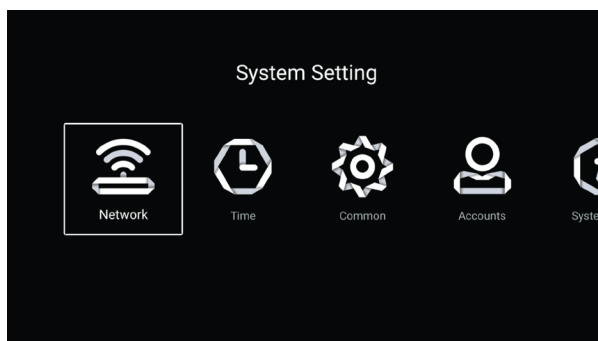 System Setting
Network
Time
Common
Accounts
Syste